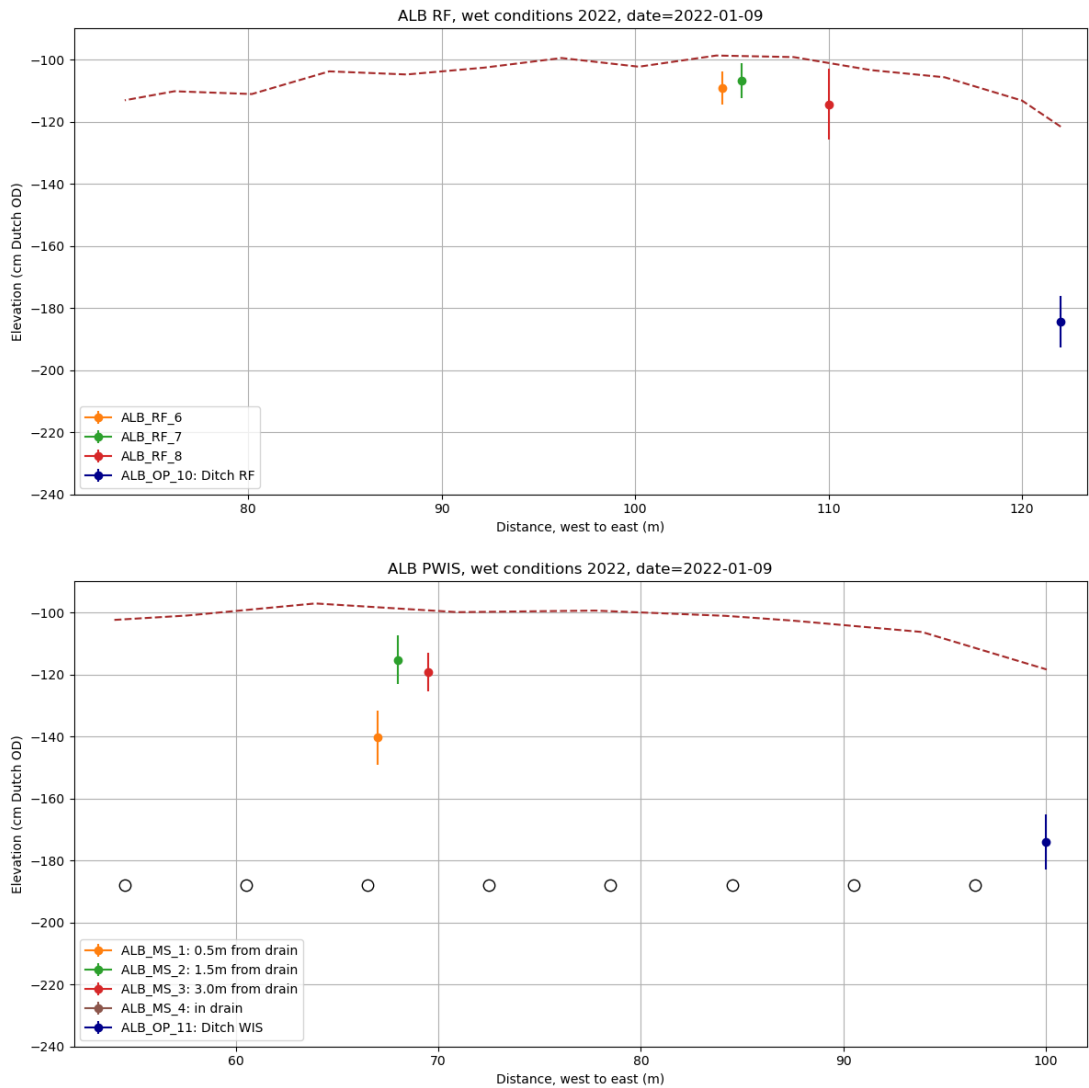 ALB RF, wet conditions 2022, date=2022-01-09
−100
−120
−140
−160
−180
−200
−220
−240
Elevation (cm Dutch OD)
ALB_RF_6
ALB_RF_7
ALB_RF_8
ALB_OP_10: Ditch RF
80 90 100 110 120
Distance, west to east (m)
ALB PWIS, wet conditions 2022, date=2022-01-09
−100
−120
−140
−160
−180
−200
−220
−240
Elevation (cm Dutch OD)
ALB_MS_1: 0.5m from drain
ALB_MS_2: 1.5m from drain
ALB_MS_3: 3.0m from drain
ALB_MS_4: in drain
ALB_OP_11: Ditch WIS
60 70 80 90 100
Distance, west to east (m)